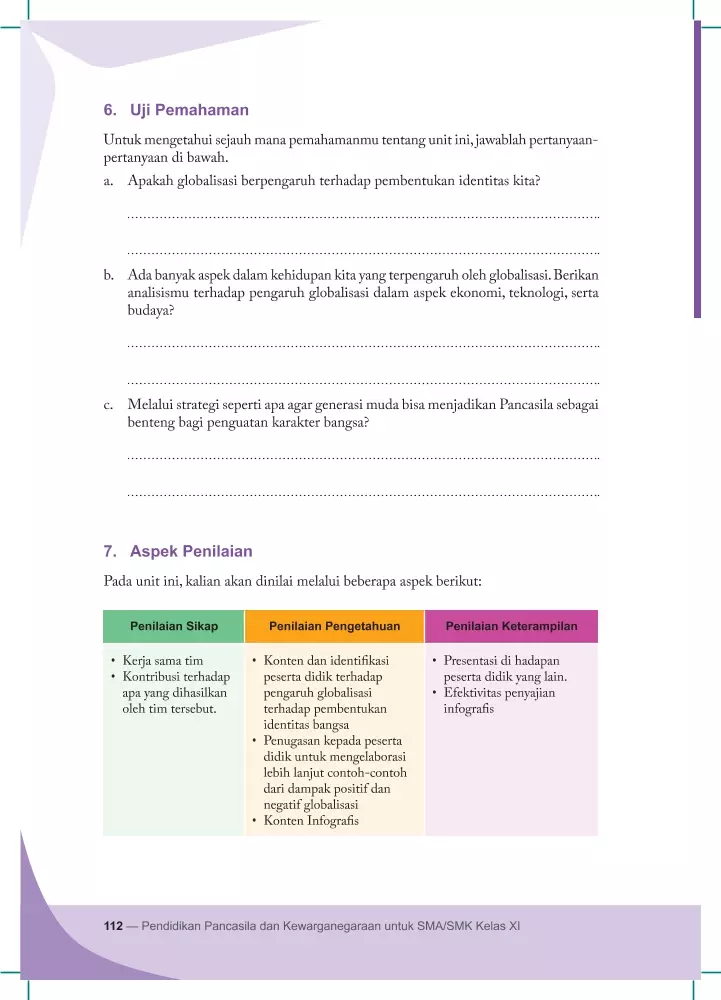 6. Uji Pemahaman
Untuk mengetahui sejauh mana pemahamanmu tentang unit ini, jawablah pertanyaan-
pertanyaan di bawah.
a. Apakah globalisasi berpengaruh terhadap pembentukan identitas kita?
b. Ada banyak aspek dalam kehidupan kita yang terpengaruh oleh globalisasi. Berikan
analisismu terhadap pengaruh globalisasi dalam aspek ekonomi, teknologi, serta
budaya?
c. Melalui strategi seperti apa agar generasi muda bisa menjadikan Pancasila sebagai
benteng bagi penguatan karakter bangsa?
7. Aspek Penilaian
Pada unit ini, kalian akan dinilai melalui beberapa aspek berikut:
Penilaian Sikap
• Kerja sama tim
• Kontribusi terhadap
apa yang dihasilkan
oleh tim tersebut.
Penilaian Pengetahuan
• Konten dan identifikasi
peserta didik terhadap
pengaruh globalisasi
terhadap pembentukan
identitas bangsa
• Penugasan kepada peserta
didik untuk mengelaborasi
lebih lanjut contoh-contoh
dari dampak positif dan
negatif globalisasi
• Konten Infografis
Penilaian Keterampilan
• Presentasi di hadapan
peserta didik yang lain.
• Efektivitas penyajian
infografis
112 — Pendidikan Pancasila dan Kewarganegaraan untuk SMA/SMK Kelas XI